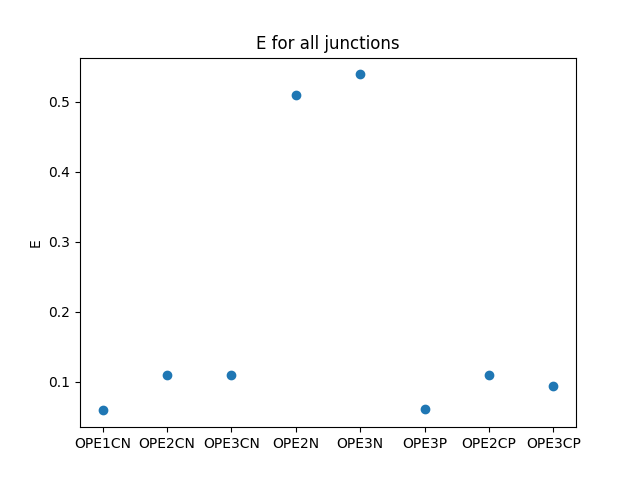 E for all junctions
E
0.5
0.4
0.3
0.2
0.1
OPE1CN OPE2CN OPE3CN OPE2N OPE3N OPE3P OPE2CP OPE3CP